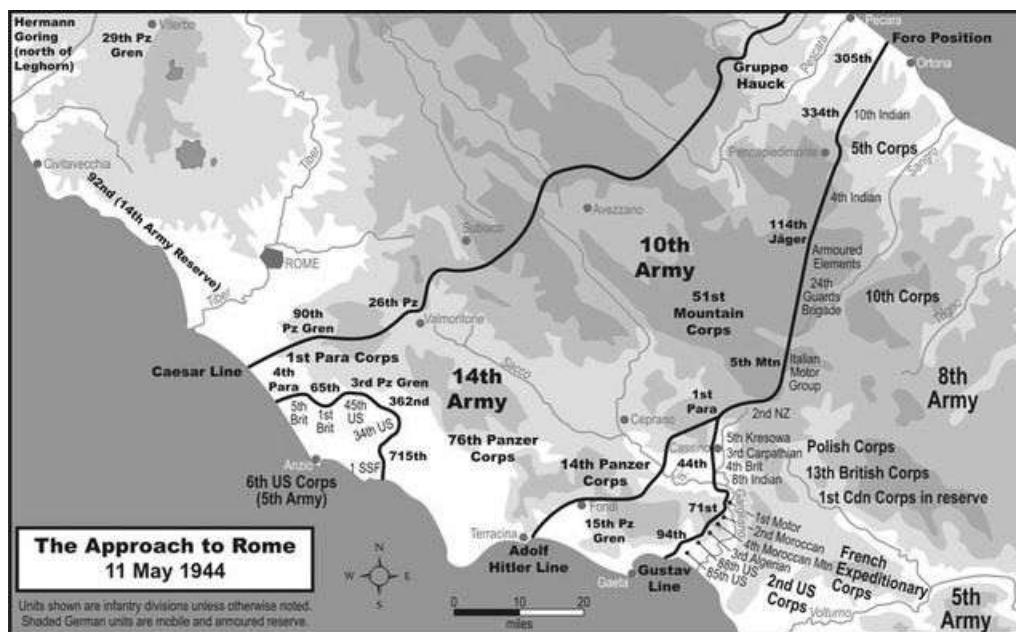 Hermann
Goring
(north of
Leghorn)
Viterbo
29th Pz
Gren
Pecara
Foro Position
Pescara
305th
Ortona
Gruppe
Hauck
334th
10th Indian
Pencapiedimonte
5th Corps
Sangro
Civitavecchia
Tiber
92nd (14th Army Reserve)
4th Indian
Avezzano
Subiaco
114th
Jäger
ROME
Tiber
10th
Army
Armoured
Elements
24th
Guards
Brigade
10th Corps
51st
Mountain
Corps
26th Pz
90th
Pz Gren
Valmontone
Caesar Line
1st Para Corps
Sacco
5th Mtn
Italian
Motor
Group
4th
Para
65th
3rd Pz Gren
362nd
14th
Army
8th
Army
5th
Brit
1st
Brit
45th
US
34th US
1st
Para
2nd NZ
Ceprano
Cassino
76th Panzer
Corps
715th
1 SSF
Anzio
6th US Corps
(5th Army)
14th Panzer
Corps
44th
5th Kresowa
3rd Carpathian
4th Brit
8th Indian
Polish Corps
13th British Corps
1st Cdn Corps in reserve
Fondi
71st
Terracina
15th Pz
Gren
94th
Adolf
Hitler Line
Gaeta
Gustav
Line
1st Motor
2nd Moroccan
4th Moroccan Mtn
3rd Algerian
88th US
85th US
French
Expeditionary
Corps
2nd US
Corps
Volturno
5th
Army
The Approach to Rome
11 May 1944
Units shown are infantry divisions unless otherwise noted.
Shaded German units are mobile and armoured reserve.
N
W
E
S
0
10
20
miles